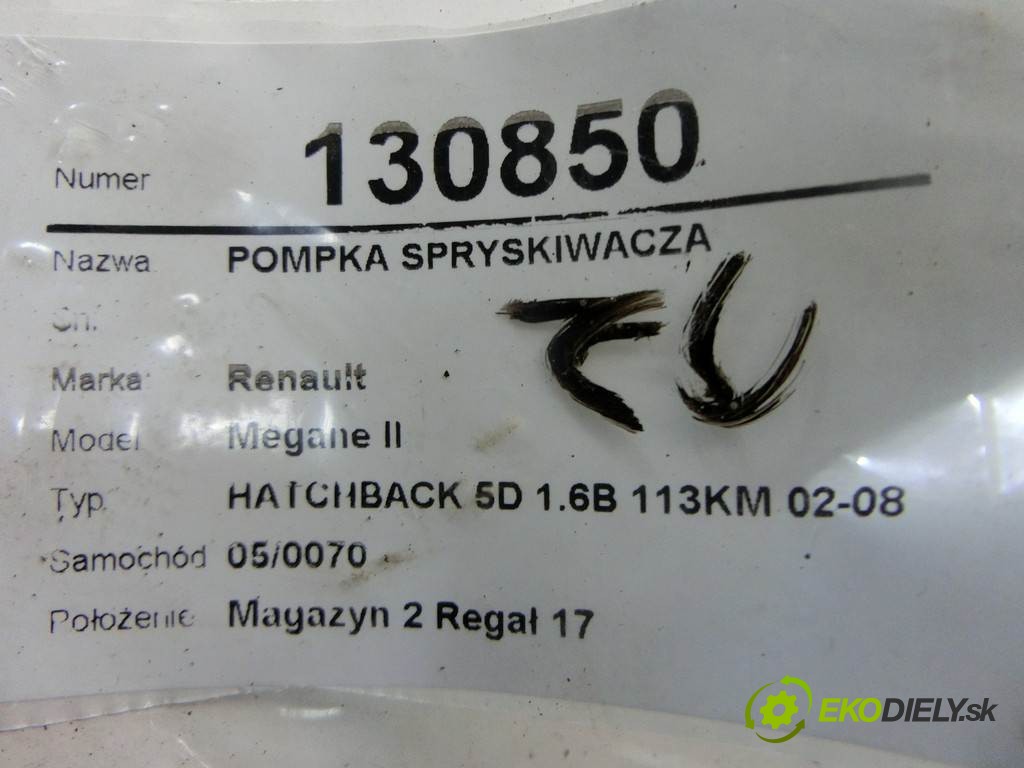 Numer 130850
Nazwa POMPKA SPRYSKIWACZA
Sn.
Marka Renault
Model Megane II
Typ. HATCHBACK 5D 1.6B 113KM 02-08
Samochód 05/0070
Położenie Magazyn 2 Regał 17
EKODIELY.sk